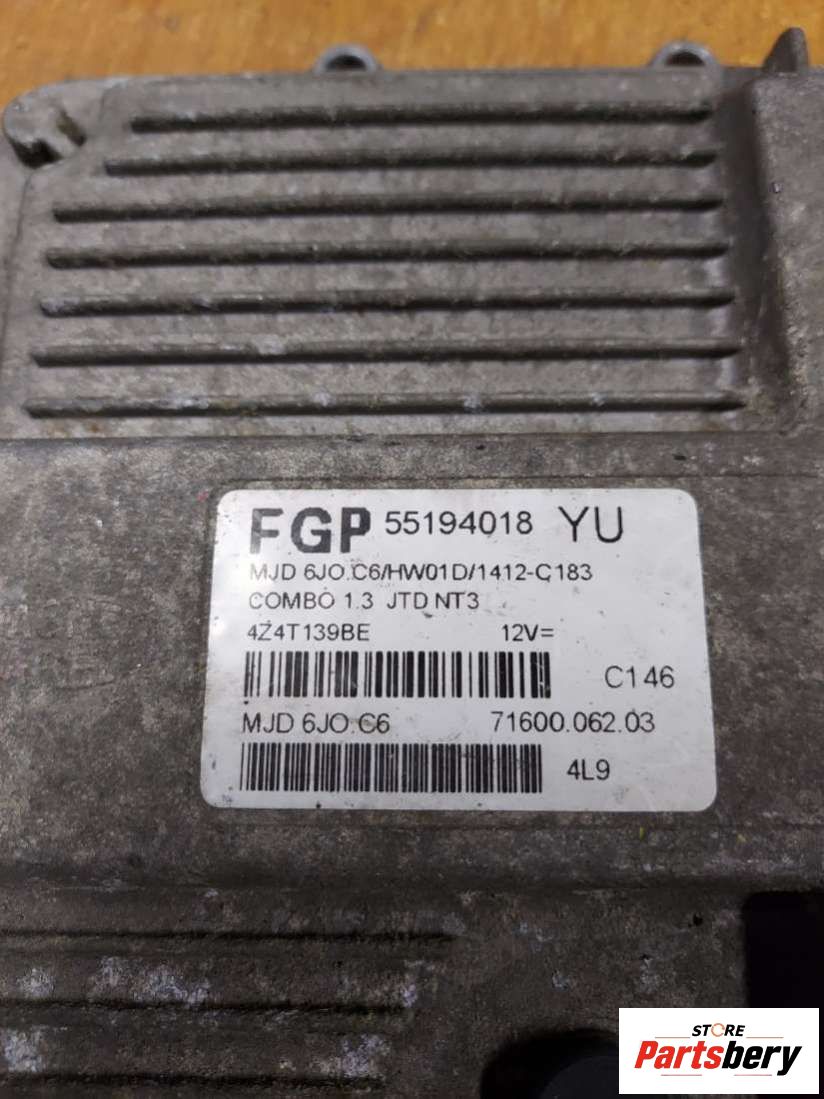 FGP 55194018 YU
MJD 6JO.C6/HW01D/1412-C183
COMBO 1.3 JTD NT3
4Z4T139BE 12V=
C146
MJD 6JO.C6 71600.062.03
4L9
STORE
Partsbery